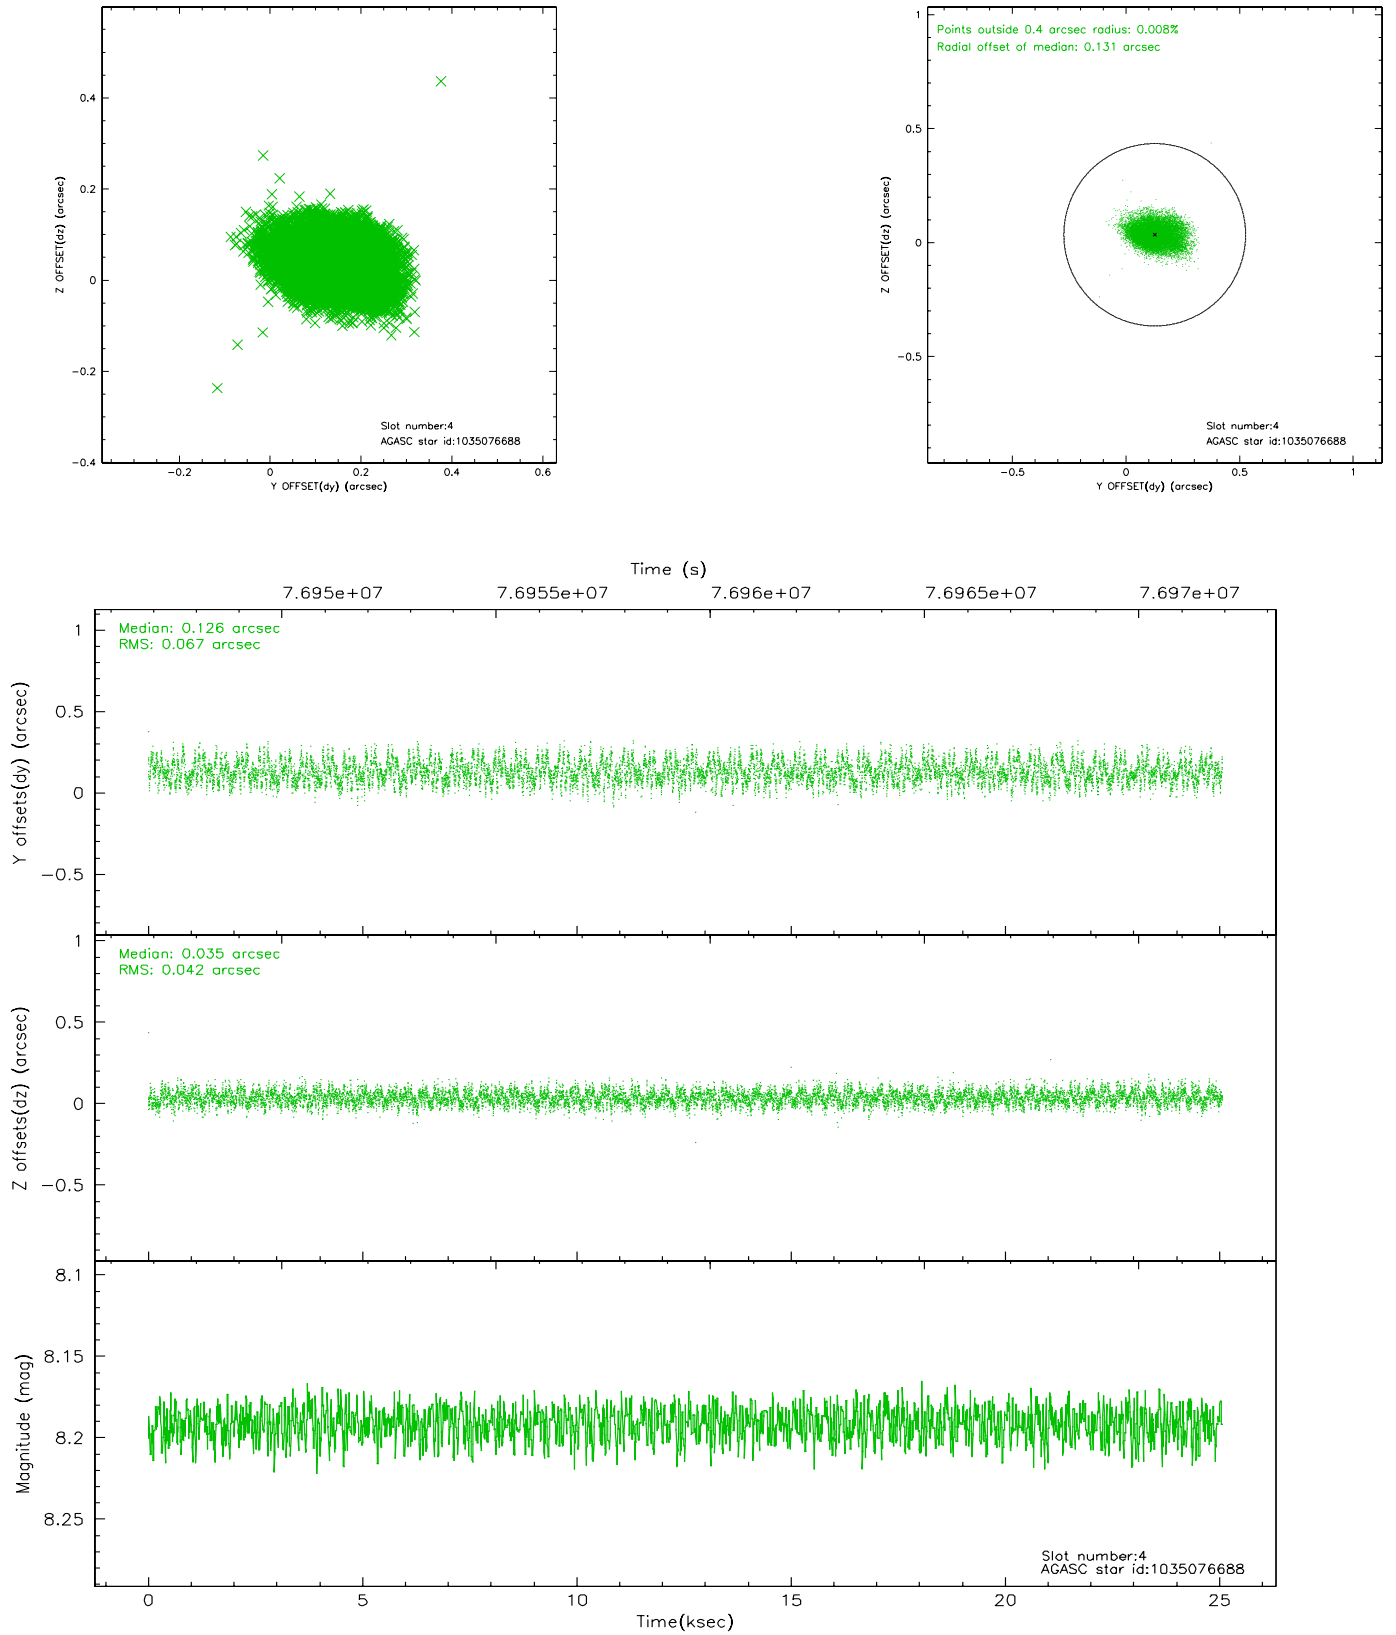 0.4
0.2
0
−0.2
−0.4
−0.2
0
0.2
0.4
0.6
Z OFFSET(dz) (arcsec)
Y OFFSET(dy) (arcsec)
Slot number:4
AGASC star id:1035076688
Points outside 0.4 arcsec radius: 0.008%
Radial offset of median: 0.131 arcsec
1
0.5
0
−0.5
−0.5
0
0.5
1
Z OFFSET(dz) (arcsec)
Y OFFSET(dy) (arcsec)
Slot number:4
AGASC star id:1035076688
Time (s)
7.695e+07
7.6955e+07
7.696e+07
7.6965e+07
7.697e+07
Median: 0.126 arcsec
RMS: 0.067 arcsec
1
0.5
0
−0.5
Y offsets(dy) (arcsec)
Median: 0.035 arcsec
RMS: 0.042 arcsec
1
0.5
0
−0.5
Z offsets(dz) (arcsec)
8.1
8.15
8.2
8.25
Magnitude (mag)
Slot number:4
AGASC star id:1035076688
0
5
10
15
20
25
Time(ksec)